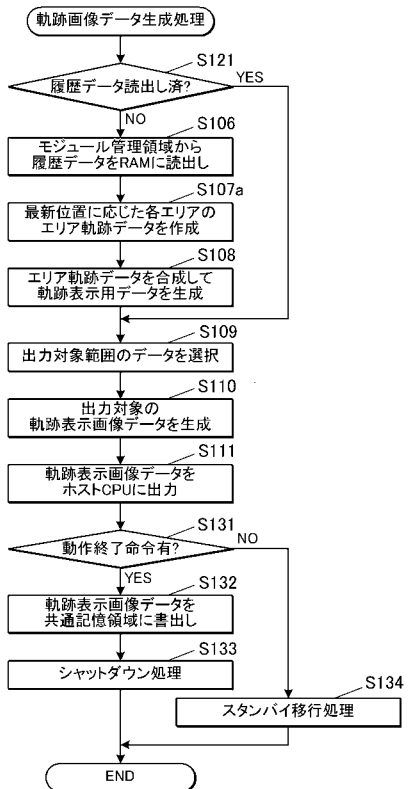 軌跡画像データ生成処理
S121
履歴データ読出し済?
YES
NO
S106
モジュール管理領域から
履歴データをRAMに読出し
S107a
最新位置に応じた各エリアの
エリア軌跡データを作成
S108
エリア軌跡データを合成して
軌跡表示用データを生成
S109
出力対象範囲のデータを選択
S110
出力対象の
軌跡表示画像データを生成
S111
軌跡表示画像データを
ホストCPUに出力
S131
動作終了命令有?
NO
YES
S132
軌跡表示画像データを
共通記憶領域に書出し
S133
シャットダウン処理
S134
スタンバイ移行処理
END